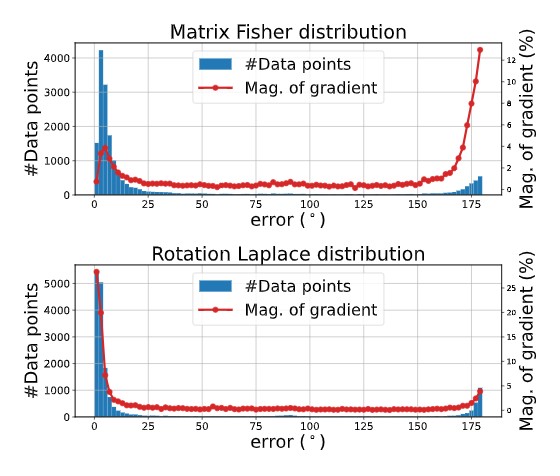 Matrix Fisher distribution
#Data points
4000
3000
2000
1000
0
#Data points
Mag. of gradient
12
10
8
6
4
2
0
Mag. of gradient (%)
0 25 50 75 100 125 150 175
error (°)
Rotation Laplace distribution
#Data points
5000
4000
3000
2000
1000
0
#Data points
Mag. of gradient
25
20
15
10
5
0
Mag. of gradient (%)
0 25 50 75 100 125 150 175
error (°)